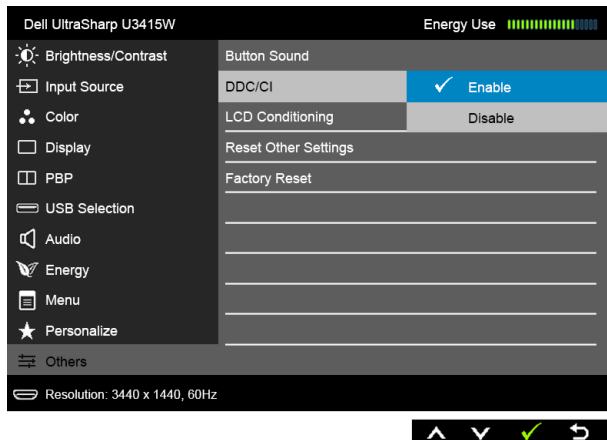 Dell UltraSharp U3415W Energy Use
Brightness/Contrast Button Sound
Input Source DDC/CI Enable
Color LCD Conditioning Disable
Display Reset Other Settings
PBP Factory Reset
USB Selection
Audio
Energy
Menu
Personalize
Others
Resolution: 3440 x 1440, 60Hz